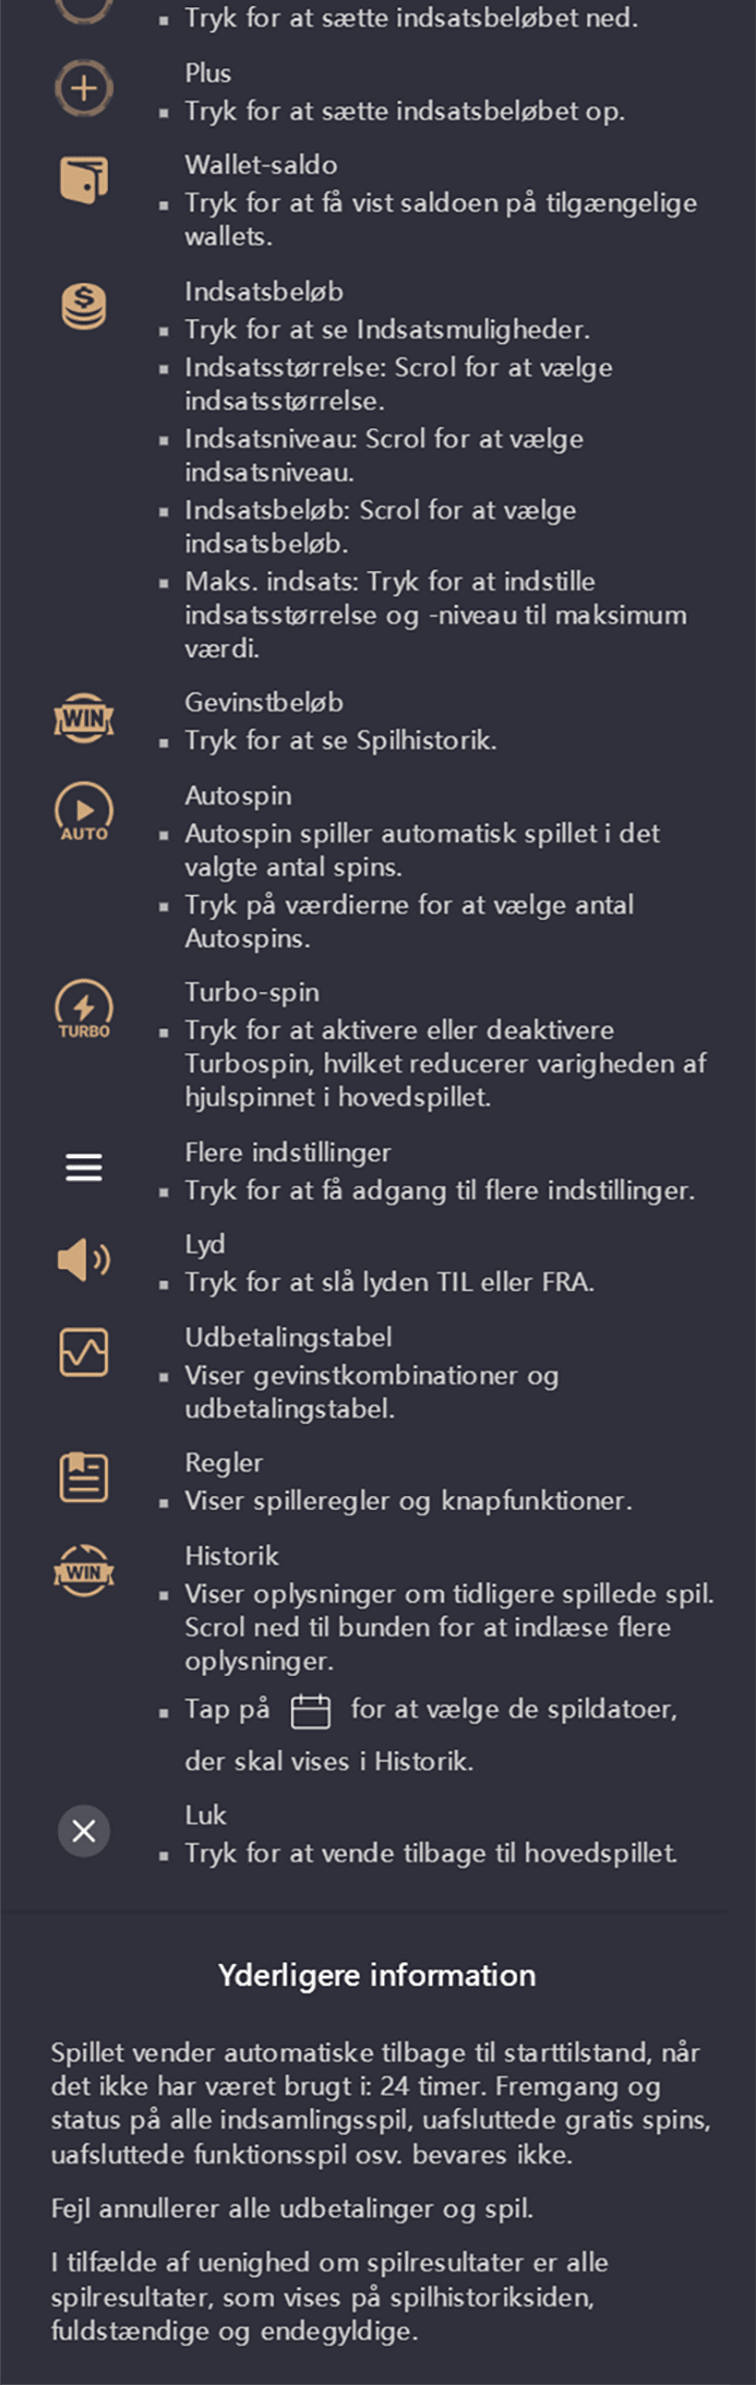 Tryk for at sætte indsatsbeløbet ned.
Plus
Tryk for at sætte indsatsbeløbet op.
Wallet-saldo
Tryk for at få vist saldoen på tilgængelige
wallets.
Indsatsbeløb
Tryk for at se Indsatsmuligheder.
Indsatsstørrelse: Scrol for at vælge
indsatsstørrelse.
Indsatsniveau: Scrol for at vælge
indsatsniveau.
Indsatsbeløb: Scrol for at vælge
indsatsbeløb.
Maks. indsats: Tryk for at indstille
indsatsstørrelse og -niveau til maksimum
værdi.
WIN
Gevinstbeløb
Tryk for at se Spilhistorik.
AUTO
Autospin
Autospin spiller automatisk spillet i det
valgte antal spins.
Tryk på værdierne for at vælge antal
Autospins.
TURBO
Turbo-spin
Tryk for at aktivere eller deaktivere
Turbospin, hvilket reducerer varigheden af
hjulspinnet i hovedspillet.
Flere indstillinger
Tryk for at få adgang til flere indstillinger.
Lyd
Tryk for at slå lyden TIL eller FRA.
Udbetalingstabel
Viser gevinstkombinationer og
udbetalingstabel.
Regler
Viser spilleregler og knapfunktioner.
WIN
Historik
Viser oplysninger om tidligere spillede spil.
Scrol ned til bunden for at indlæse flere
oplysninger.
Tap på for at vælge de spildatoer,
der skal vises i Historik.
Luk
Tryk for at vende tilbage til hovedspillet.
Yderligere information
Spillet vender automatiske tilbage til starttilstand, når
det ikke har været brugt i: 24 timer. Fremgang og
status på alle indsamlingsspil, uafsluttede gratis spins,
uafsluttede funktionsspil osv. bevares ikke.
Fejl annullerer alle udbetalinger og spil.
I tilfælde af uenighed om spilresultater er alle
spilresultater, som vises på spilhistoriksiden,
fuldstændige og endegyldige.